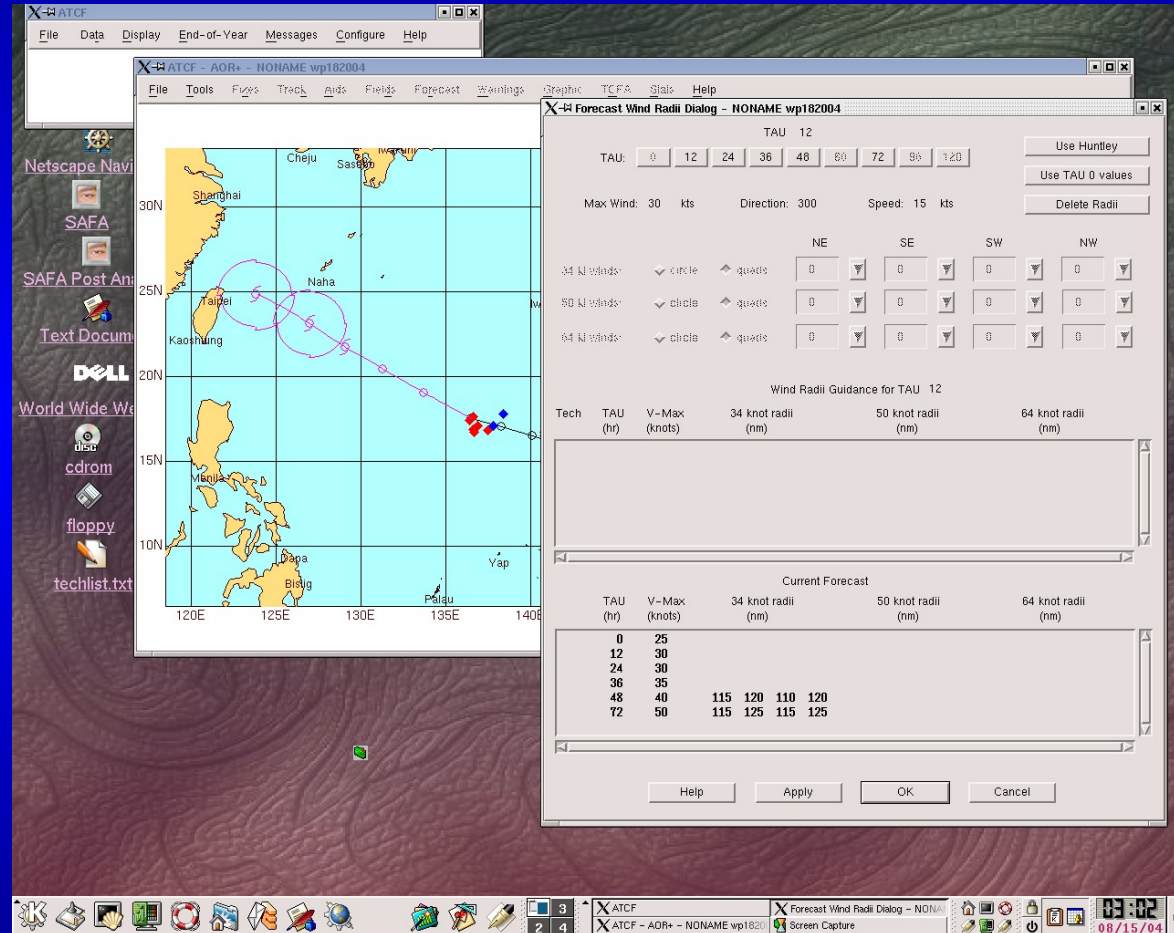 ATCF
File Data Display End-of-Year Messages Configure Help
ATCF - AOR+ - NONAME wp182004
File Tools Fixes Track Aids Fields Forecast Warnings Graphic TCFA Stats Help
Netscape Navi
SAFA
SAFA Post An
Text Docum
DELL
World Wide We
disc
cdrom
floppy
techlist.txt
Cheju
Shanghai
Naha
Taipei
Kaoshung
Manila
Dapa
Bislig
Yap
Palau
30N
25N
20N
15N
10N
120E 125E 130E 135E 140E
Forecast Wind Radii Dialog - NONAME wp182004
TAU 12
TAU: 0 12 24 36 48 60 72 96 120
Use Huntley
Use TAU 0 values
Delete Radii
Max Wind: 30 kts Direction: 300 Speed: 15 kts
NE SE SW NW
34 kt winds: circle quads 0 0 0 0
50 kt winds: circle quads 0 0 0 0
64 kt winds: circle quads 0 0 0 0
Wind Radii Guidance for TAU 12
Tech TAU V-Max 34 knot radii 50 knot radii 64 knot radii
(hr) (knots) (nm) (nm) (nm)
Current Forecast
TAU V-Max 34 knot radii 50 knot radii 64 knot radii
(hr) (knots) (nm) (nm) (nm)
0 25
12 30
24 30
36 35
48 40 115 120 110 120
72 50 115 125 115 125
Help Apply OK Cancel
3
2 4
ATCF
ATCF - AOR+ - NONAME wp1820
Forecast Wind Radii Dialog - NONA
Screen Capture
03:02
08/15/04